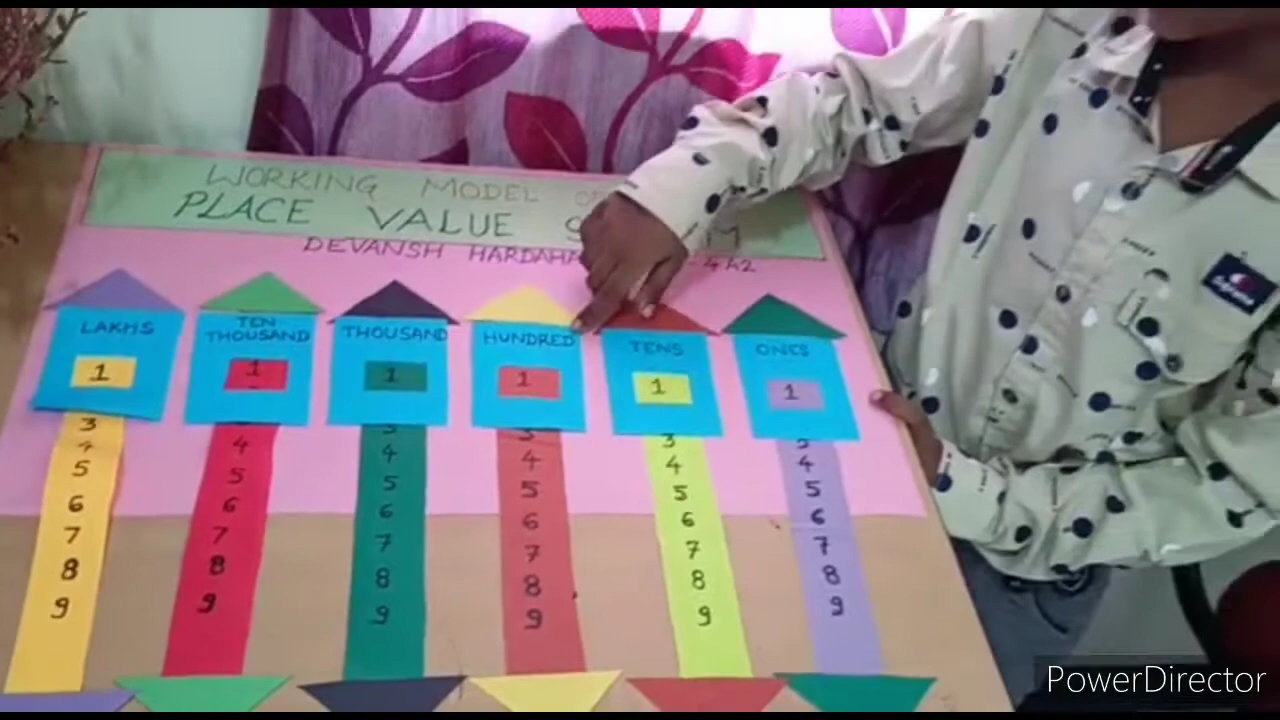 WORKING MODEL
PLACE VALUE
DEVANSH
LAKHS
TEN
THOUSAND
THOUSAND
HUNDRED
TENS
ONES
1 1 1 1 1 1
3
4 4 4 4 4 4
5 5 5 5 5 5
6 6 6 6 6 6
7 7 7 7 7 7
8 8 8 8 8 8
9 9 9 9 9 9
PowerDirector